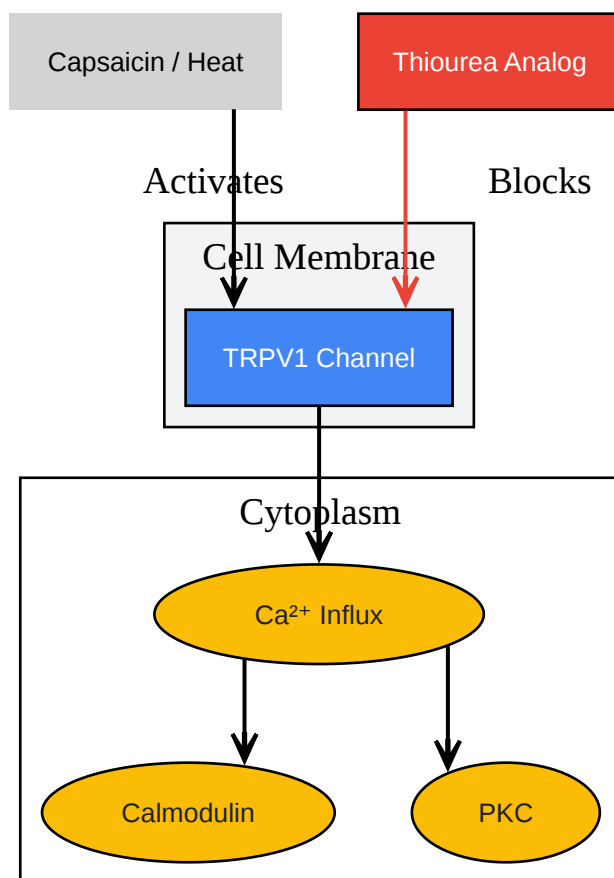 Capsaicin / Heat
Thiourea Analog
Activates
Blocks
Cell Membrane
TRPV1 Channel
Cytoplasm
Ca²⁺ Influx
Calmodulin
PKC